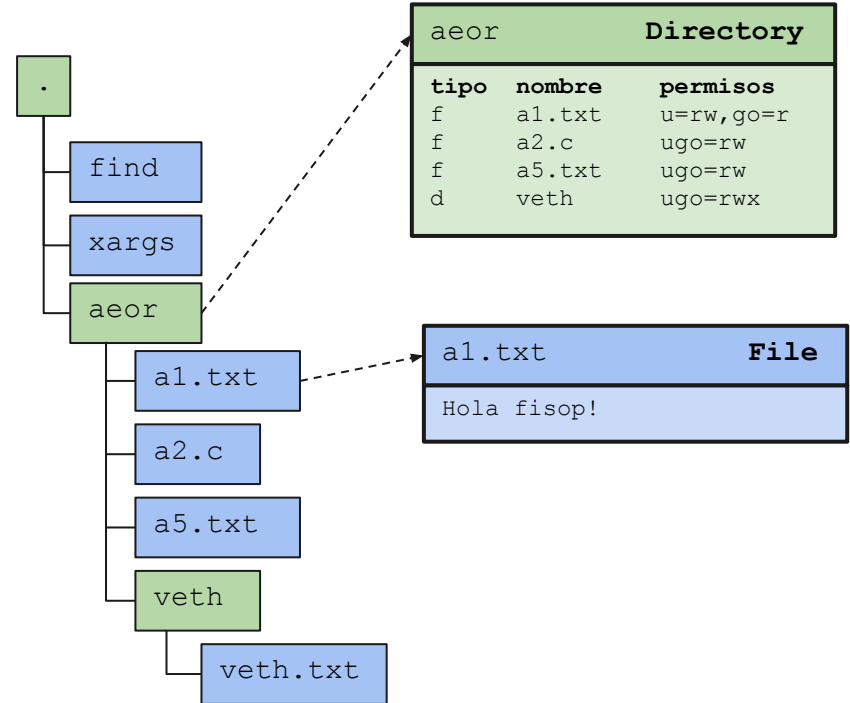 .
find
xargs
aeor
a1.txt
a2.c
a5.txt
veth
veth.txt
aeor Directory
tipo nombre permisos
f a1.txt u=rw,go=r
f a2.c ugo=rw
f a5.txt ugo=rw
d veth ugo=rwx
a1.txt File
Hola fisop!